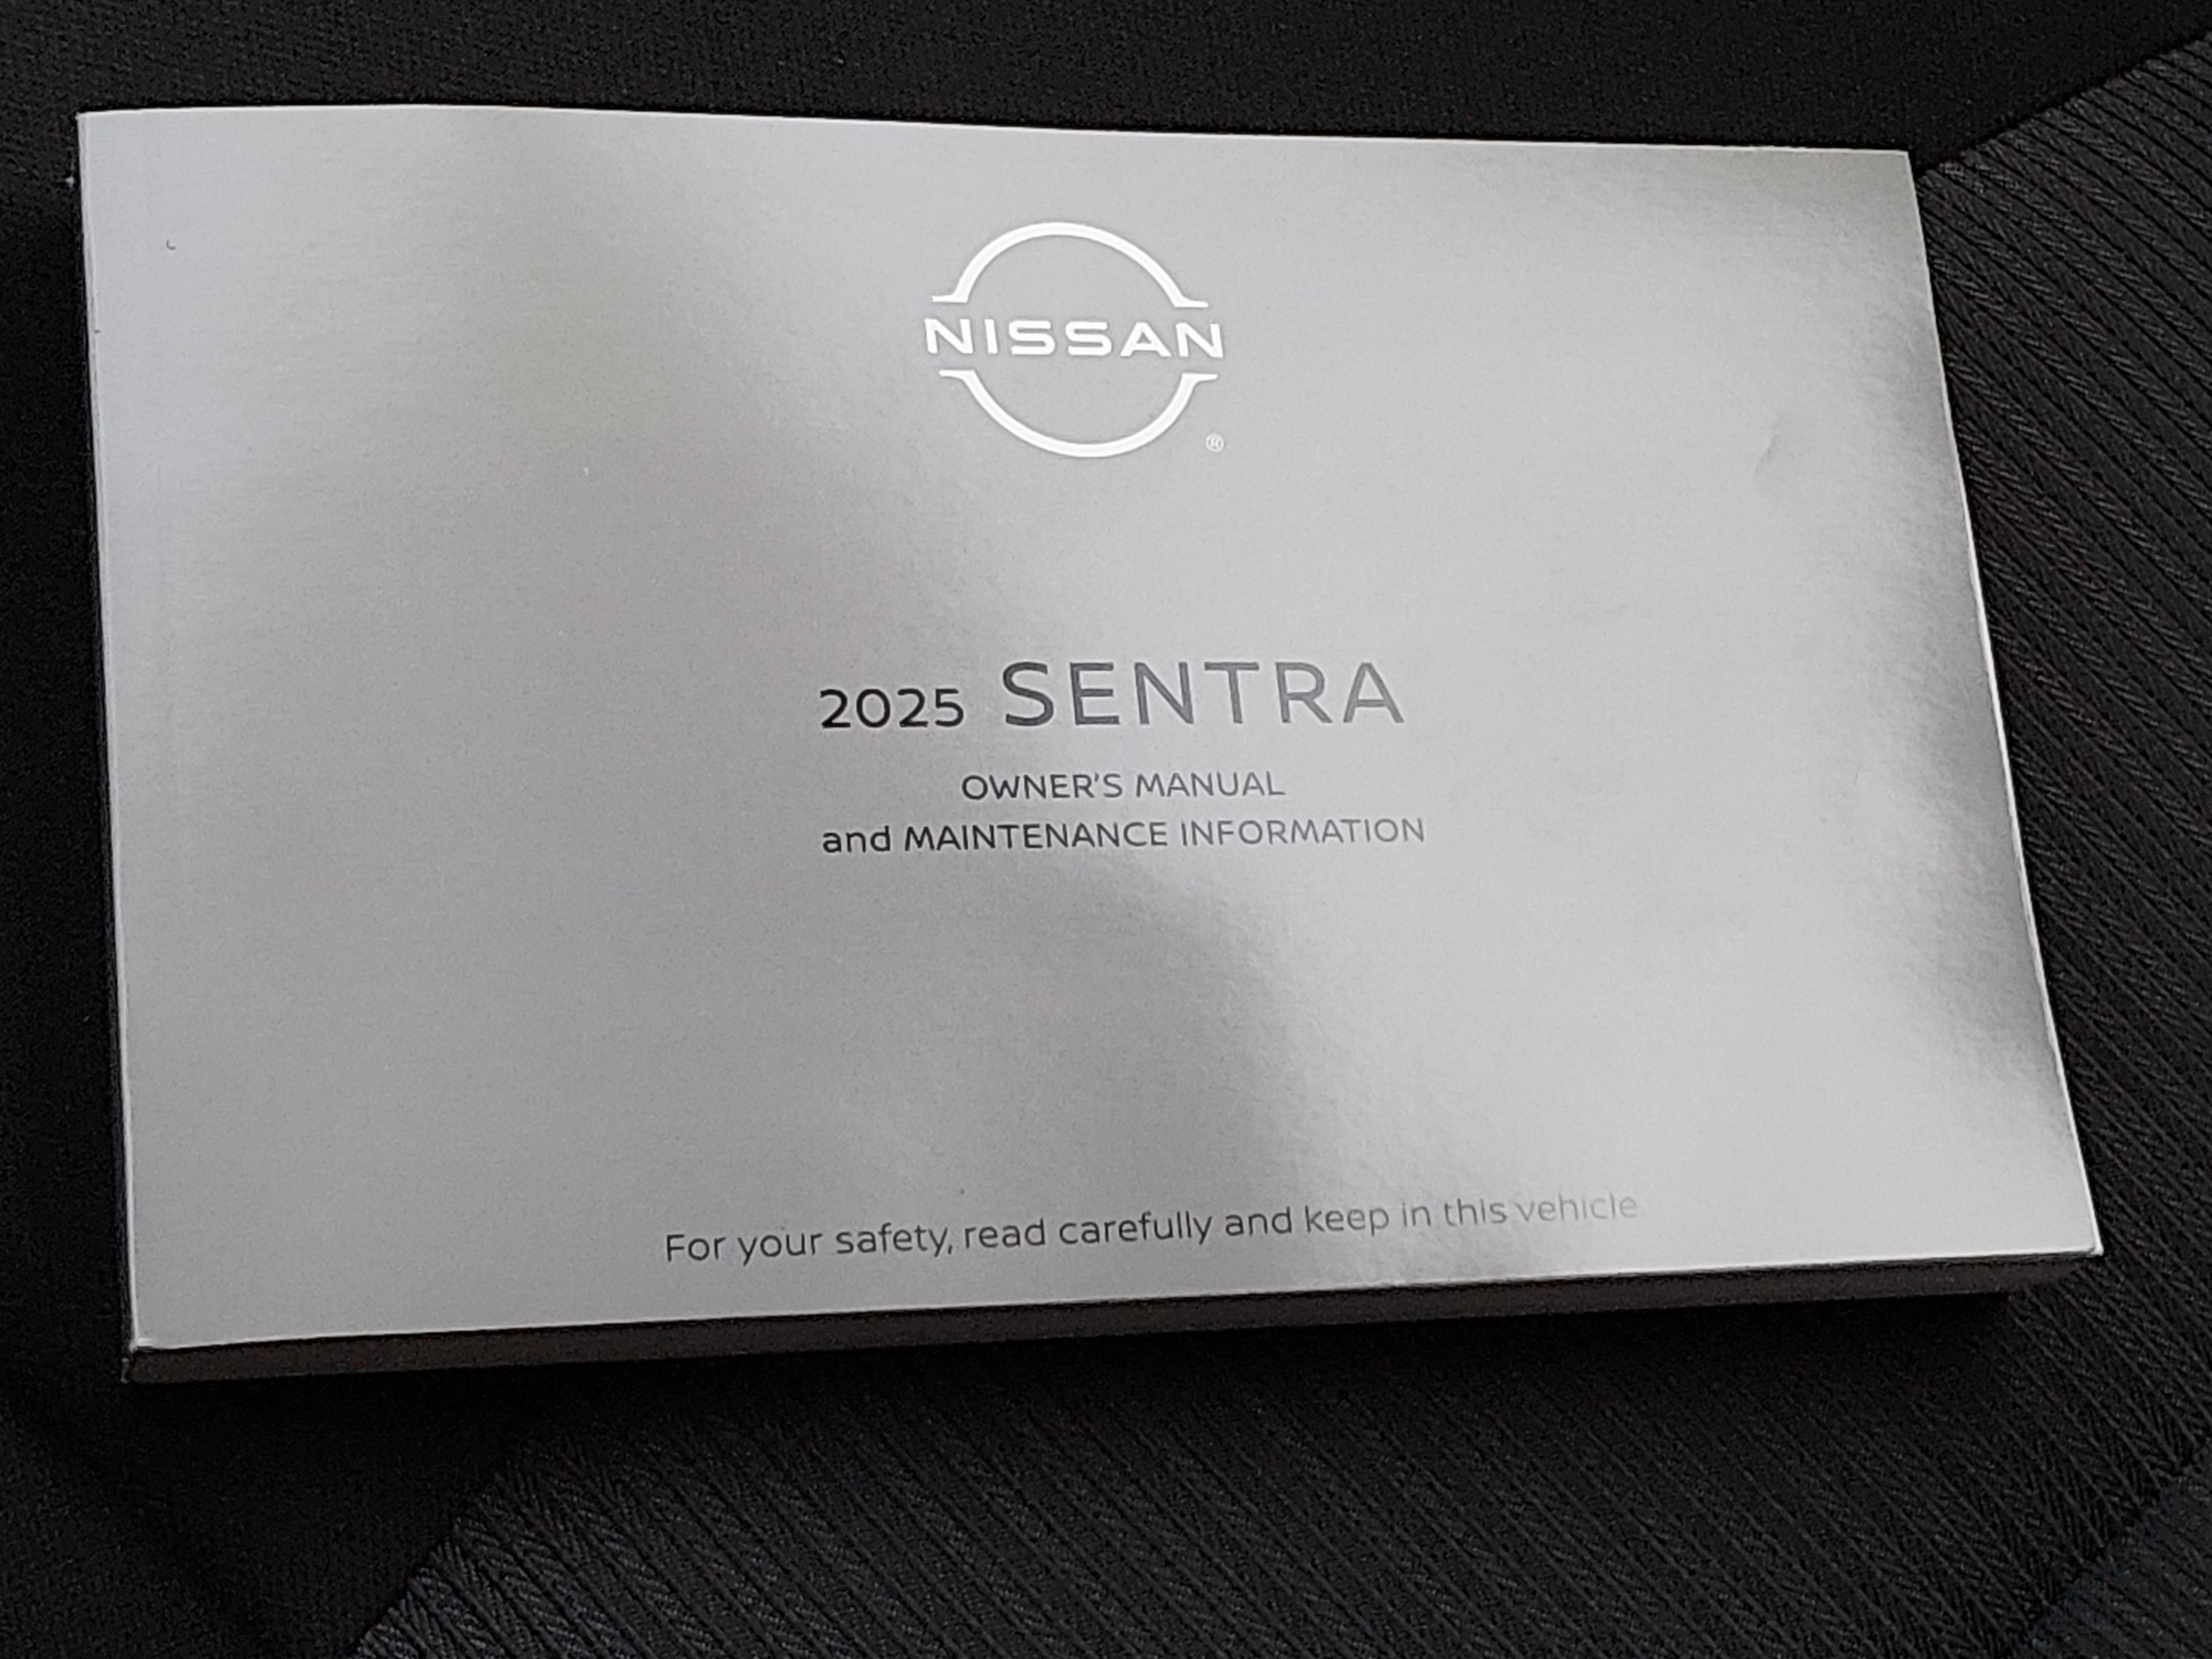 NISSAN
®
2025 SENTRA
OWNER'S MANUAL
and MAINTENANCE INFORMATION
For your safety, read carefully and keep in this vehicle